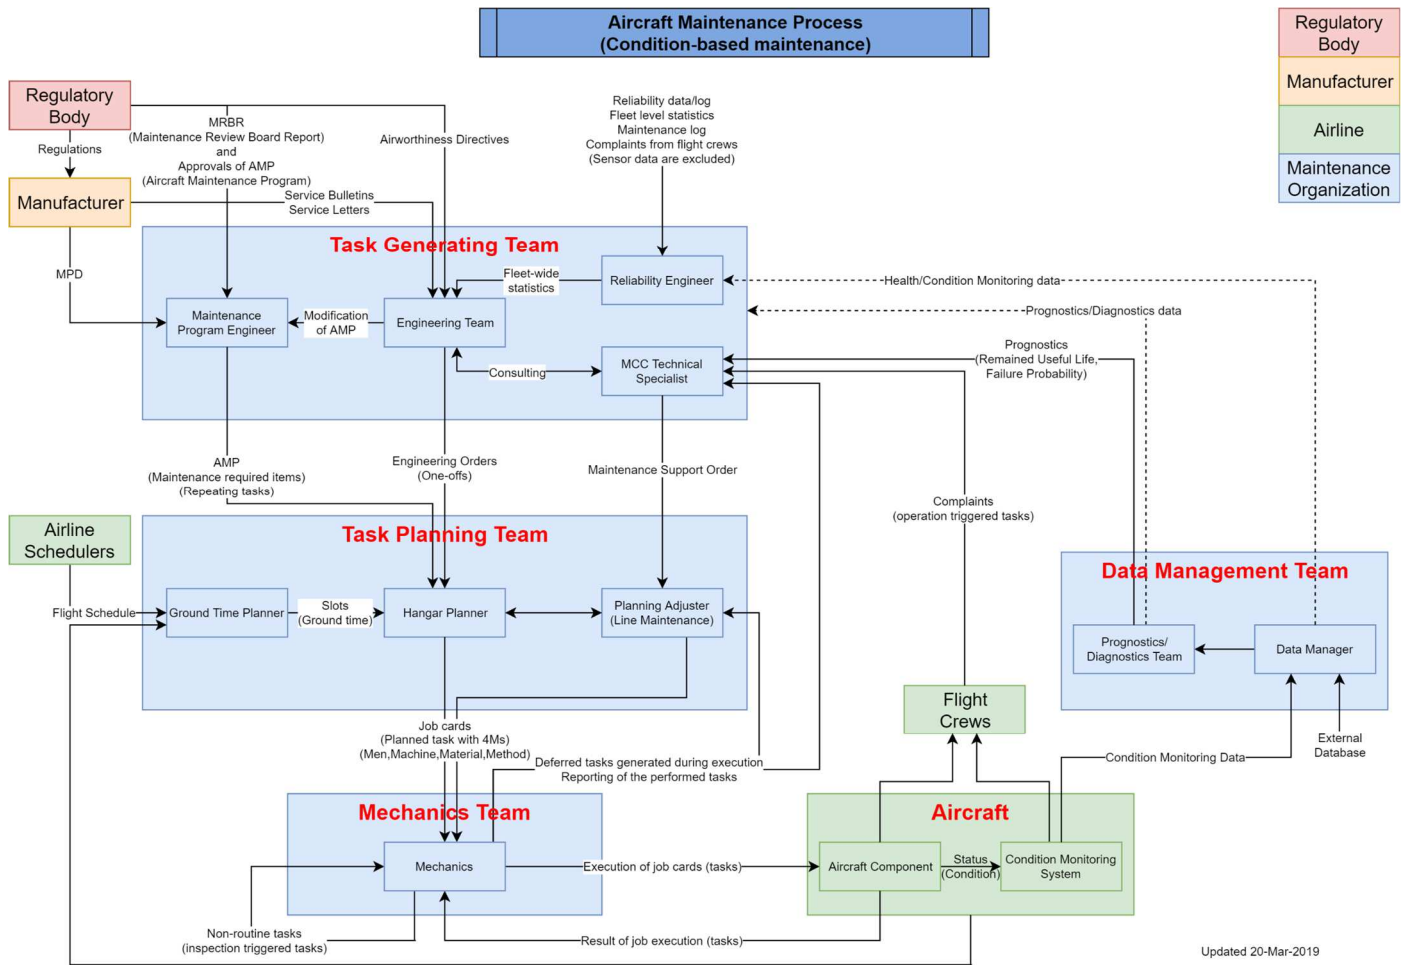 Aircraft Maintenance Process
(Condition-based maintenance)
Regulatory
Body
Manufacturer
Airline
Maintenance
Organization
Regulatory
Body
Regulations
Manufacturer
MPD
MRBR
(Maintenance Review Board Report)
and
Approvals of AMP
(Aircraft Maintenance Program)
Airworthiness Directives
Service Bulletins
Service Letters
Reliability data/log
Fleet level statistics
Maintenance log
Complaints from flight crews
(Sensor data are excluded)
Task Generating Team
Maintenance
Program Engineer
Modification
of AMP
Engineering Team
Fleet-wide
statistics
Reliability Engineer
Consulting
MCC Technical
Specialist
Health/Condition Monitoring data
Prognostics/Diagnostics data
Prognostics
(Remained Useful Life,
Failure Probability)
AMP
(Maintenance required items)
(Repeating tasks)
Engineering Orders
(One-offs)
Maintenance Support Order
Complaints
(operation triggered tasks)
Airline
Schedulers
Flight Schedule
Task Planning Team
Ground Time Planner
Slots
(Ground time)
Hangar Planner
Planning Adjuster
(Line Maintenance)
Data Management Team
Prognostics/
Diagnostics Team
Data Manager
Flight
Crews
External
Database
Condition Monitoring Data
Job cards
(Planned task with 4Ms)
(Men,Machine,Material,Method)
Deferred tasks generated during execution
Reporting of the performed tasks
Mechanics Team
Mechanics
Execution of job cards (tasks)
Aircraft
Aircraft Component
Status
(Condition)
Condition Monitoring
System
Non-routine tasks
(inspection triggered tasks)
Result of job execution (tasks)
Updated 20-Mar-2019